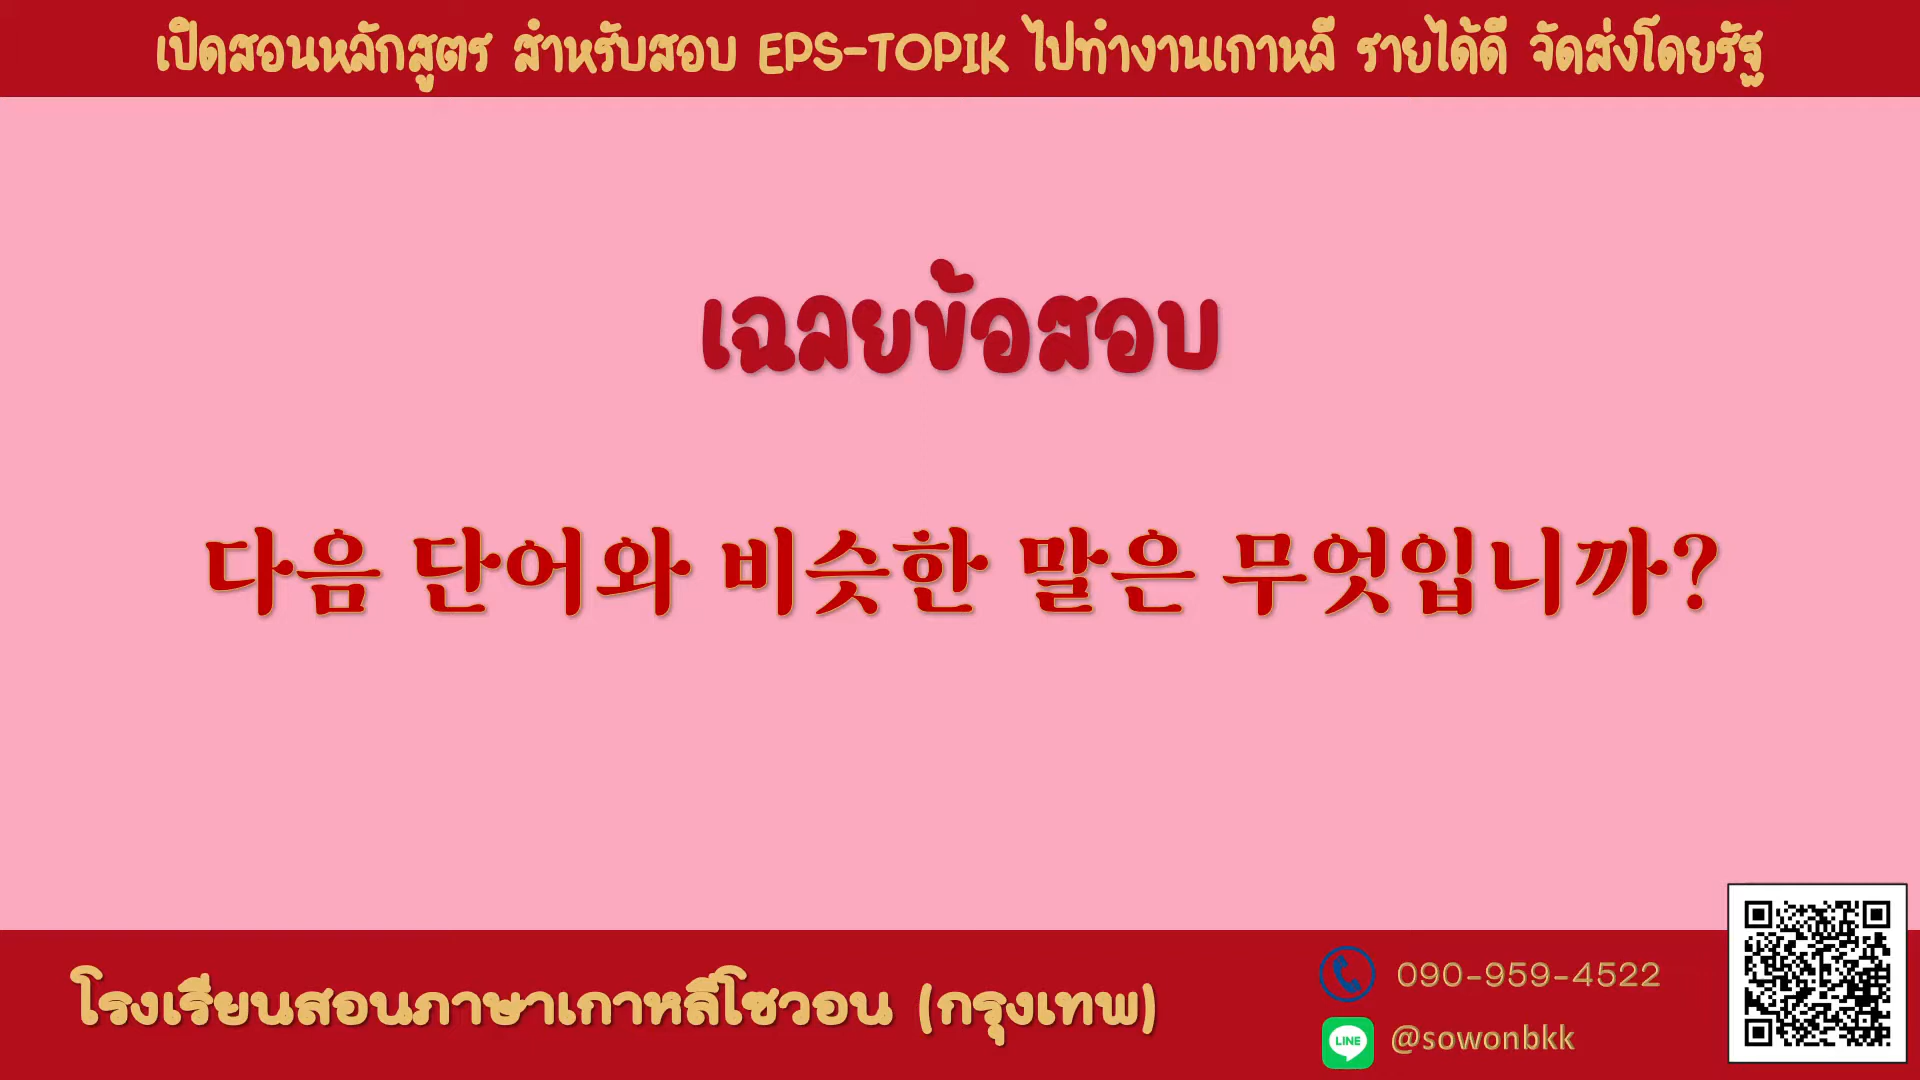 เปิดสอนหลักสูตร สำหรับสอบ EPS-TOPIK ไปทำงานเกาหลี รายได้ดี จัดส่งโดยรัฐ
เฉลยข้อสอบ
다음 단어와 비슷한 말은 무엇입니까?
โรงเรียนสอนภาษาเกาหลีโซวอน (กรุงเทพ)
090-959-4522
LINE @sowonbkk